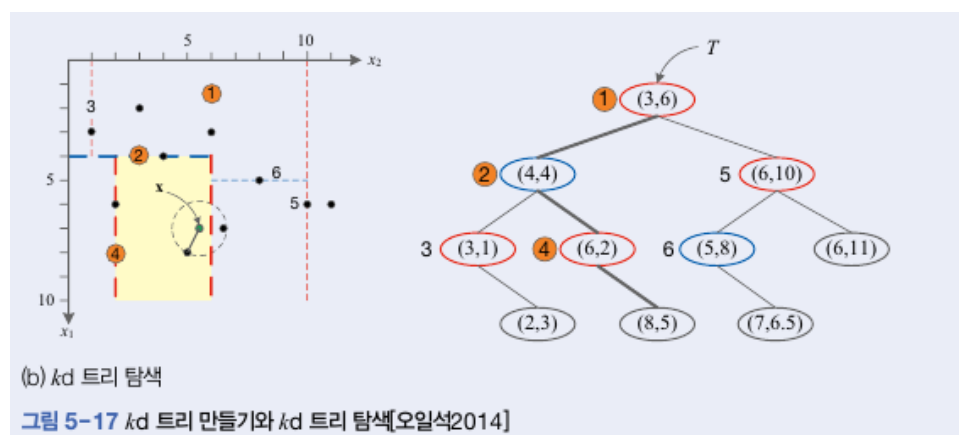 5 10
x₂
T
1
1 (3,6)
3
2
2 (4,4) 5 (6,10)
6
5
x
5
3 (3,1) 4 (6,2) 6 (5,8) (6,11)
4
10
(2,3) (8,5) (7,6.5)
x₁
(b) kd 트리 탐색
그림 5-17 kd 트리 만들기와 kd 트리 탐색[오일석2014]